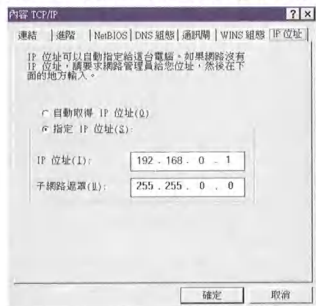 內容 TCP/IP
連結 進階 NetBIOS DNS 組態 通訊閘 WINS 組態 IP 位址
IP 位址可以自動指定給這台電腦。如果網路沒有
IP 位址,請要求網路管理員給您位址,然後在下
面的地方輸入。
自動取得 IP 位址(O)
指定 IP 位址(S):
IP 位址(I): 192 . 168 . 0 . 1
子網路遮罩(U): 255 . 255 . 0 . 0
確定 取消